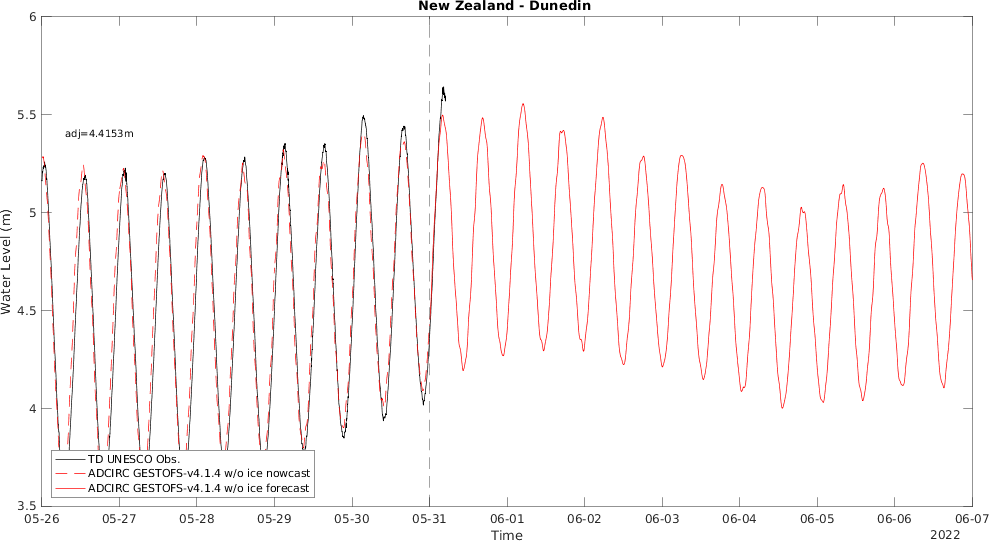 New Zealand - Dunedin
6
5.5
adj=4.4153m
5
Water Level (m)
4.5
4
TD UNESCO Obs.
ADCIRC GESTOFS-v4.1.4 w/o ice nowcast
ADCIRC GESTOFS-v4.1.4 w/o ice forecast
3.5
05-26 05-27 05-28 05-29 05-30 05-31 06-01 06-02 06-03 06-04 06-05 06-06 06-07
Time
2022